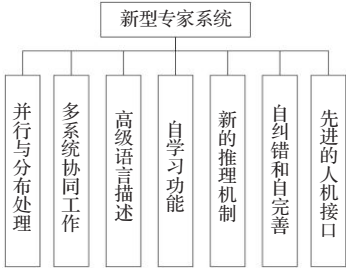 新型专家系统
并行与分布处理
多系统协同工作
高级语言描述
自学习功能
新的推理机制
自纠错和自完善
先进的人机接口